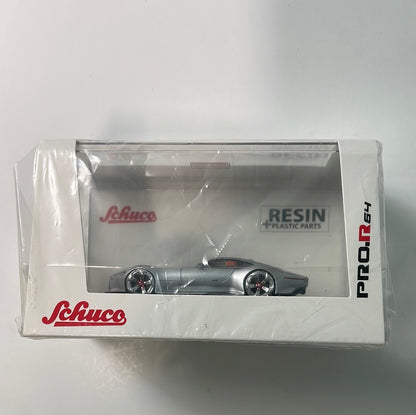 Schuco
RESIN
+PLASTIC PARTS
PRO.R64
Schuco